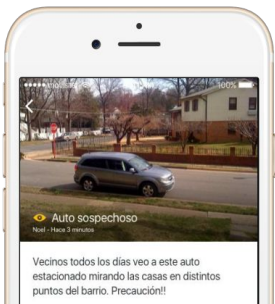 100%
Auto sospechoso
Noel - Hace 3 minutos
Vecinos todos los días veo a este auto
estacionado mirando las casas en distintos
puntos del barrio. Precaución!!